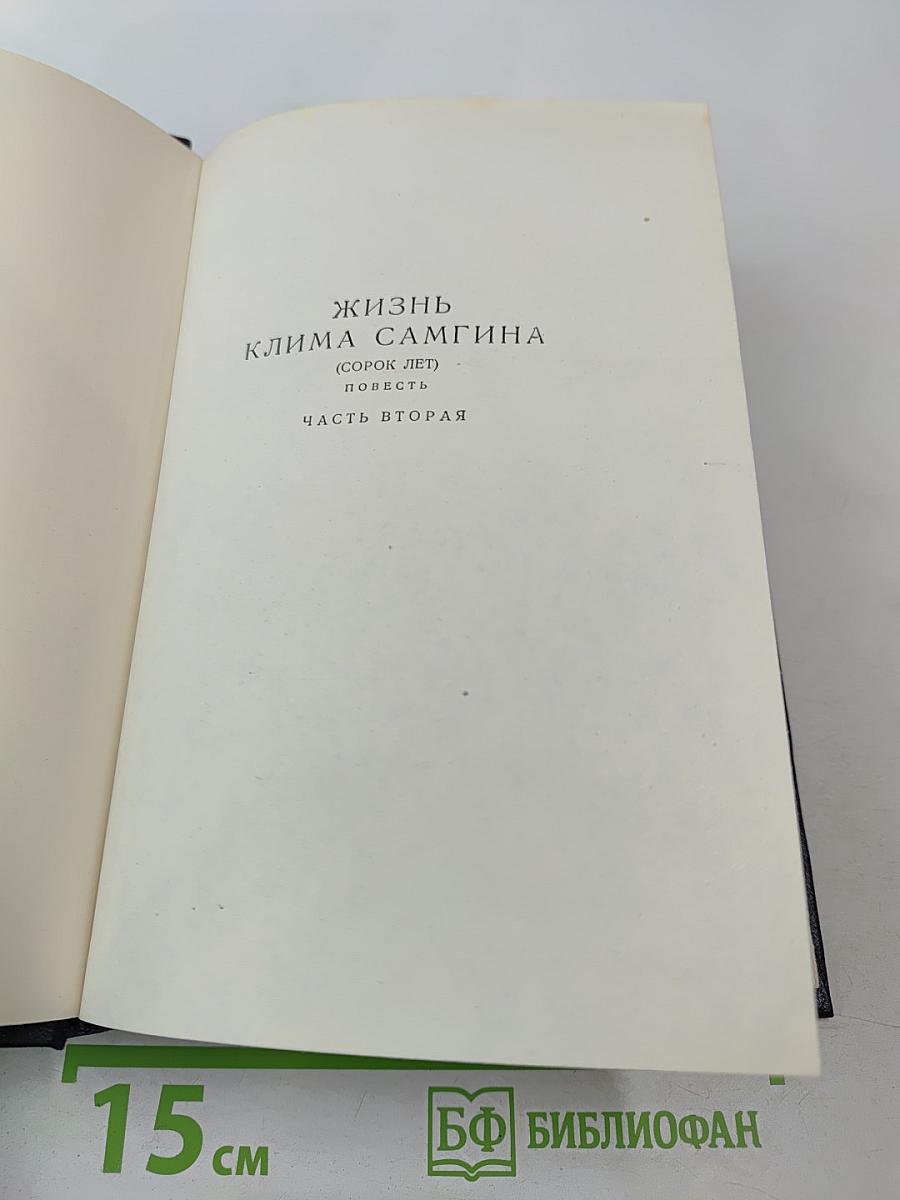 ЖИЗНЬ
КЛИМА САМГИНА
(СОРОК ЛЕТ)
ПОВЕСТЬ
ЧАСТЬ ВТОРАЯ
15 см
БФ БИБЛИОФАН